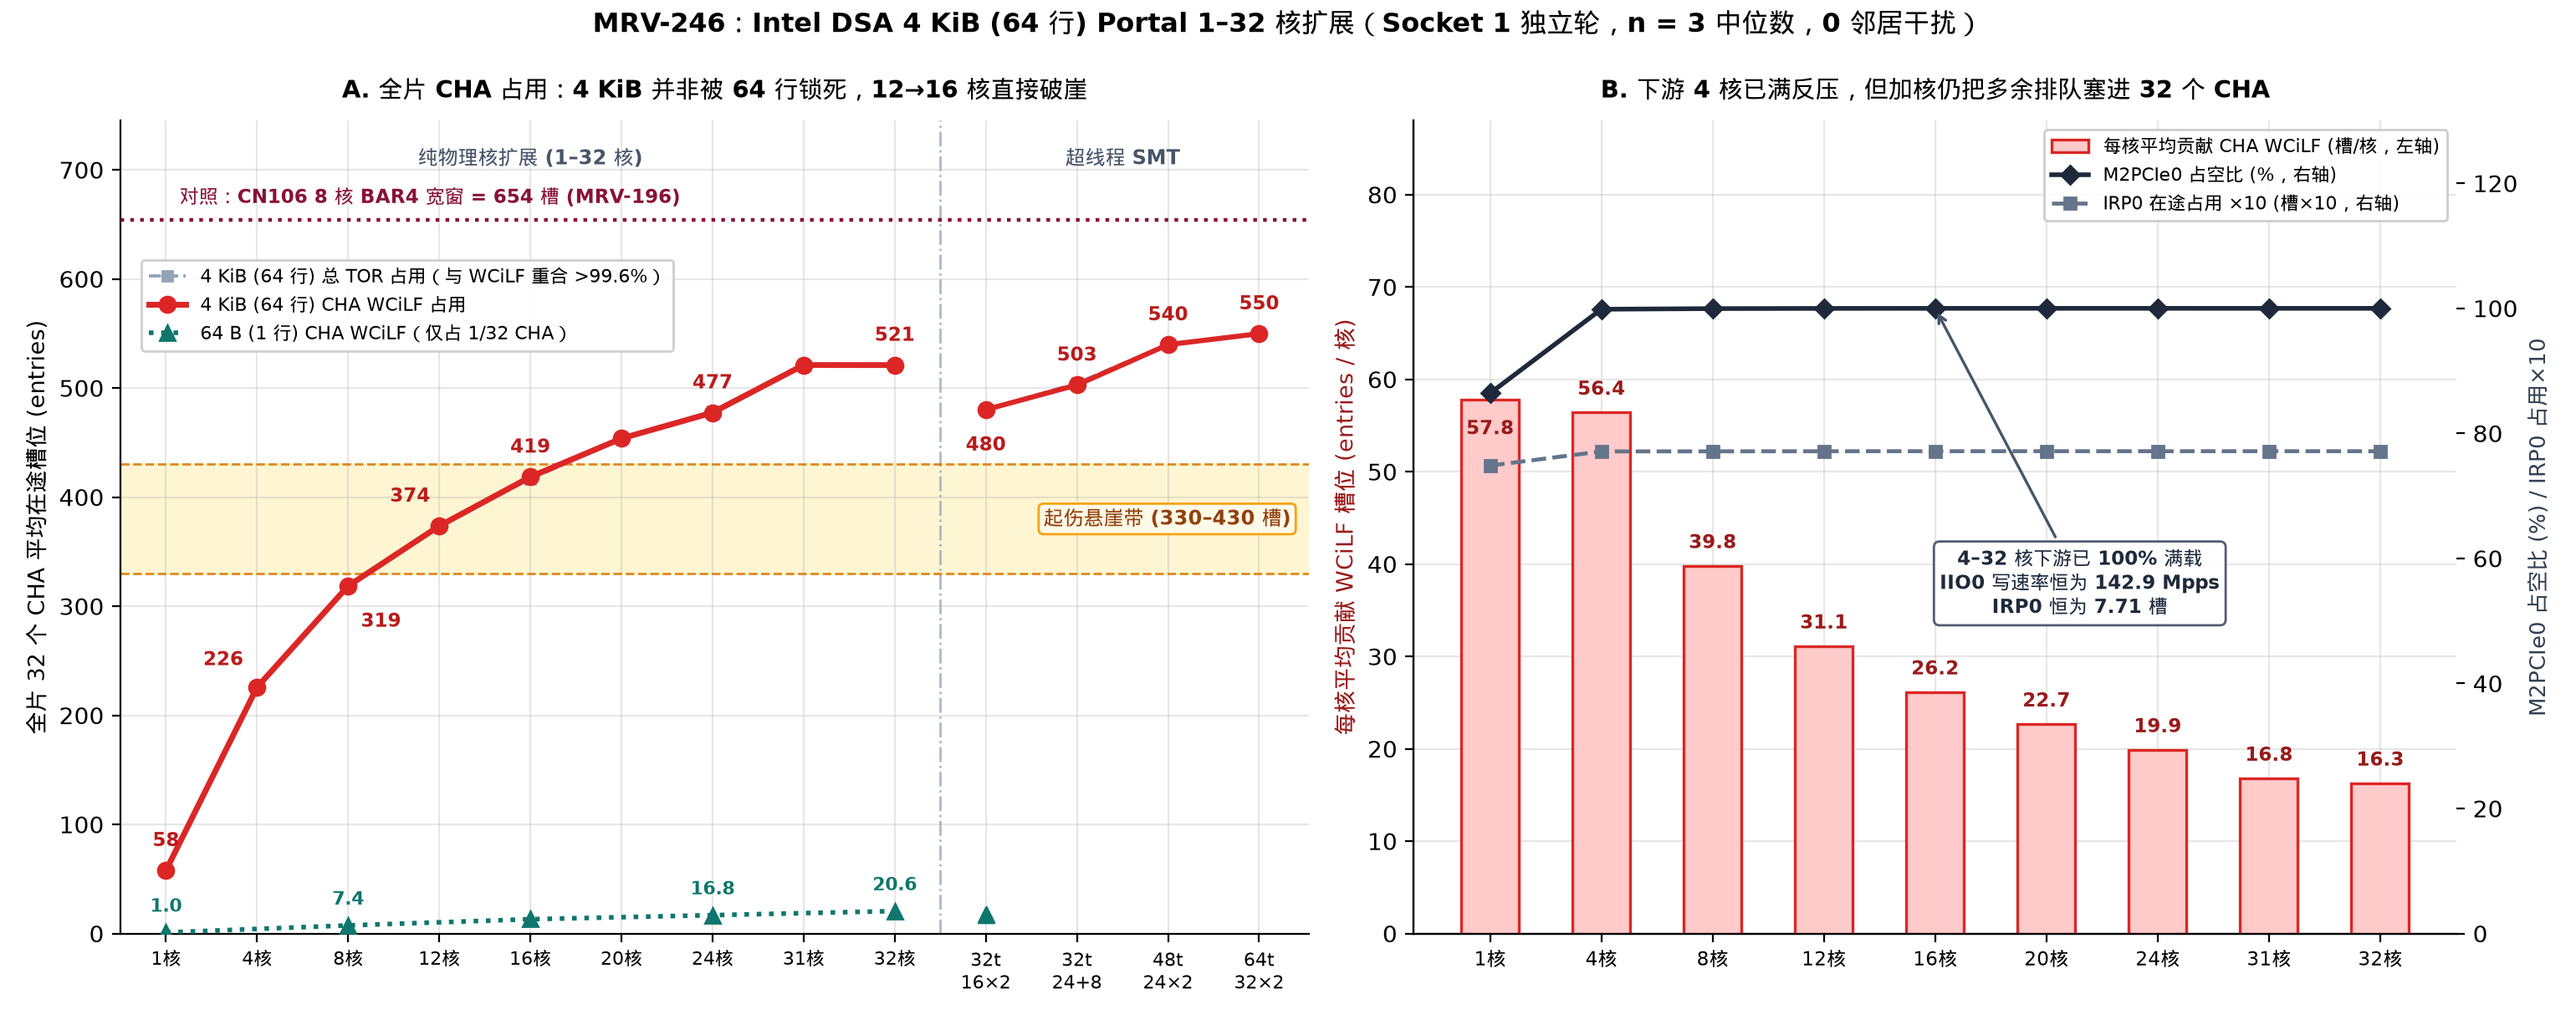 MRV-246：Intel DSA 4 KiB (64 行) Portal 1–32 核扩展（Socket 1 独立轮，n = 3 中位数，0 邻居干扰）
A. 全片 CHA 占用：4 KiB 并非被 64 行锁死，12→16 核直接破崖
全片 32 个 CHA 平均在途槽位 (entries)
700
600
500
400
300
200
100
0
纯物理核扩展 (1–32 核)
超线程 SMT
对照：CN106 8 核 BAR4 宽窗 = 654 槽 (MRV-196)
4 KiB (64 行) 总 TOR 占用（与 WCiLF 重合 >99.6%）
4 KiB (64 行) CHA WCiLF 占用
64 B (1 行) CHA WCiLF（仅占 1/32 CHA）
58
226
319
374
419
477
521
480
503
540
550
起伤悬崖带 (330–430 槽)
1.0
7.4
16.8
20.6
1核
4核
8核
12核
16核
20核
24核
31核
32核
32t
16×2
32t
24+8
48t
24×2
64t
32×2
B. 下游 4 核已满反压，但加核仍把多余排队塞进 32 个 CHA
每核平均贡献 WCiLF 槽位 (entries / 核)
80
70
60
50
40
30
20
10
0
每核平均贡献 CHA WCiLF (槽/核，左轴)
M2PCIe0 占空比 (%，右轴)
IRP0 在途占用 ×10 (槽×10，右轴)
57.8
56.4
39.8
31.1
26.2
22.7
19.9
16.8
16.3
4–32 核下游已 100% 满载
IIO0 写速率恒为 142.9 Mpps
IRP0 恒为 7.71 槽
1核
4核
8核
12核
16核
20核
24核
31核
32核
120
100
80
60
40
20
0
M2PCIe0 占空比 (%) / IRP0 占用×10